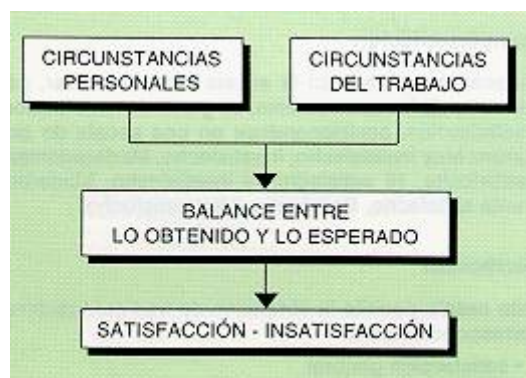 CIRCUNSTANCIAS
PERSONALES
CIRCUNSTANCIAS
DEL TRABAJO
BALANCE ENTRE
LO OBTENIDO Y LO ESPERADO
SATISFACCIÓN - INSATISFACCIÓN